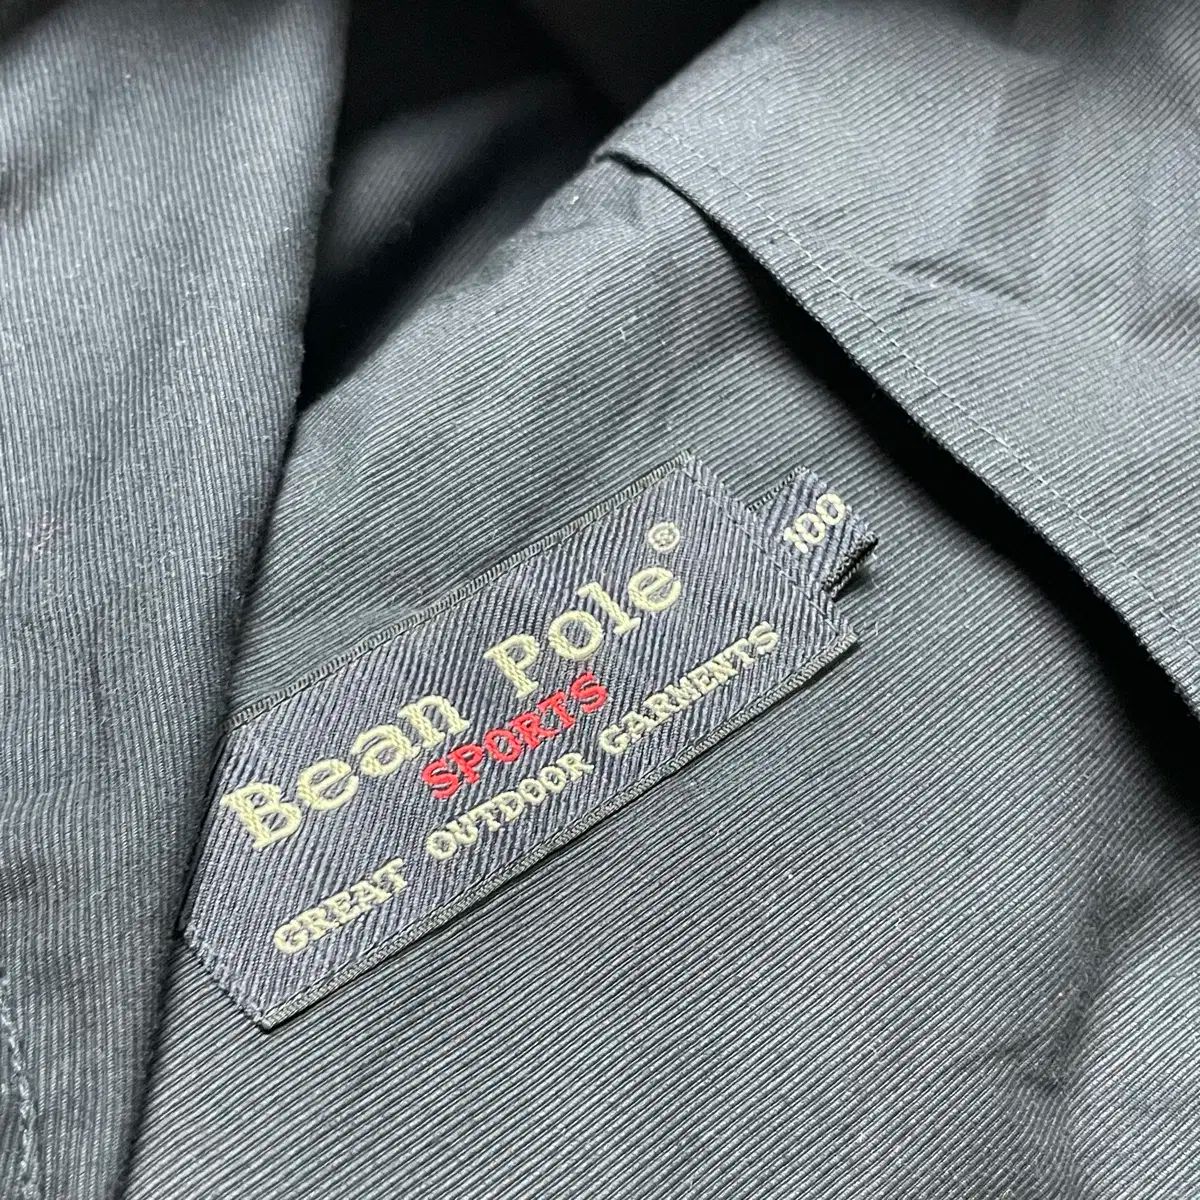 Bean Pole®
SPORTS
GREAT OUTDOOR GARMENTS
100